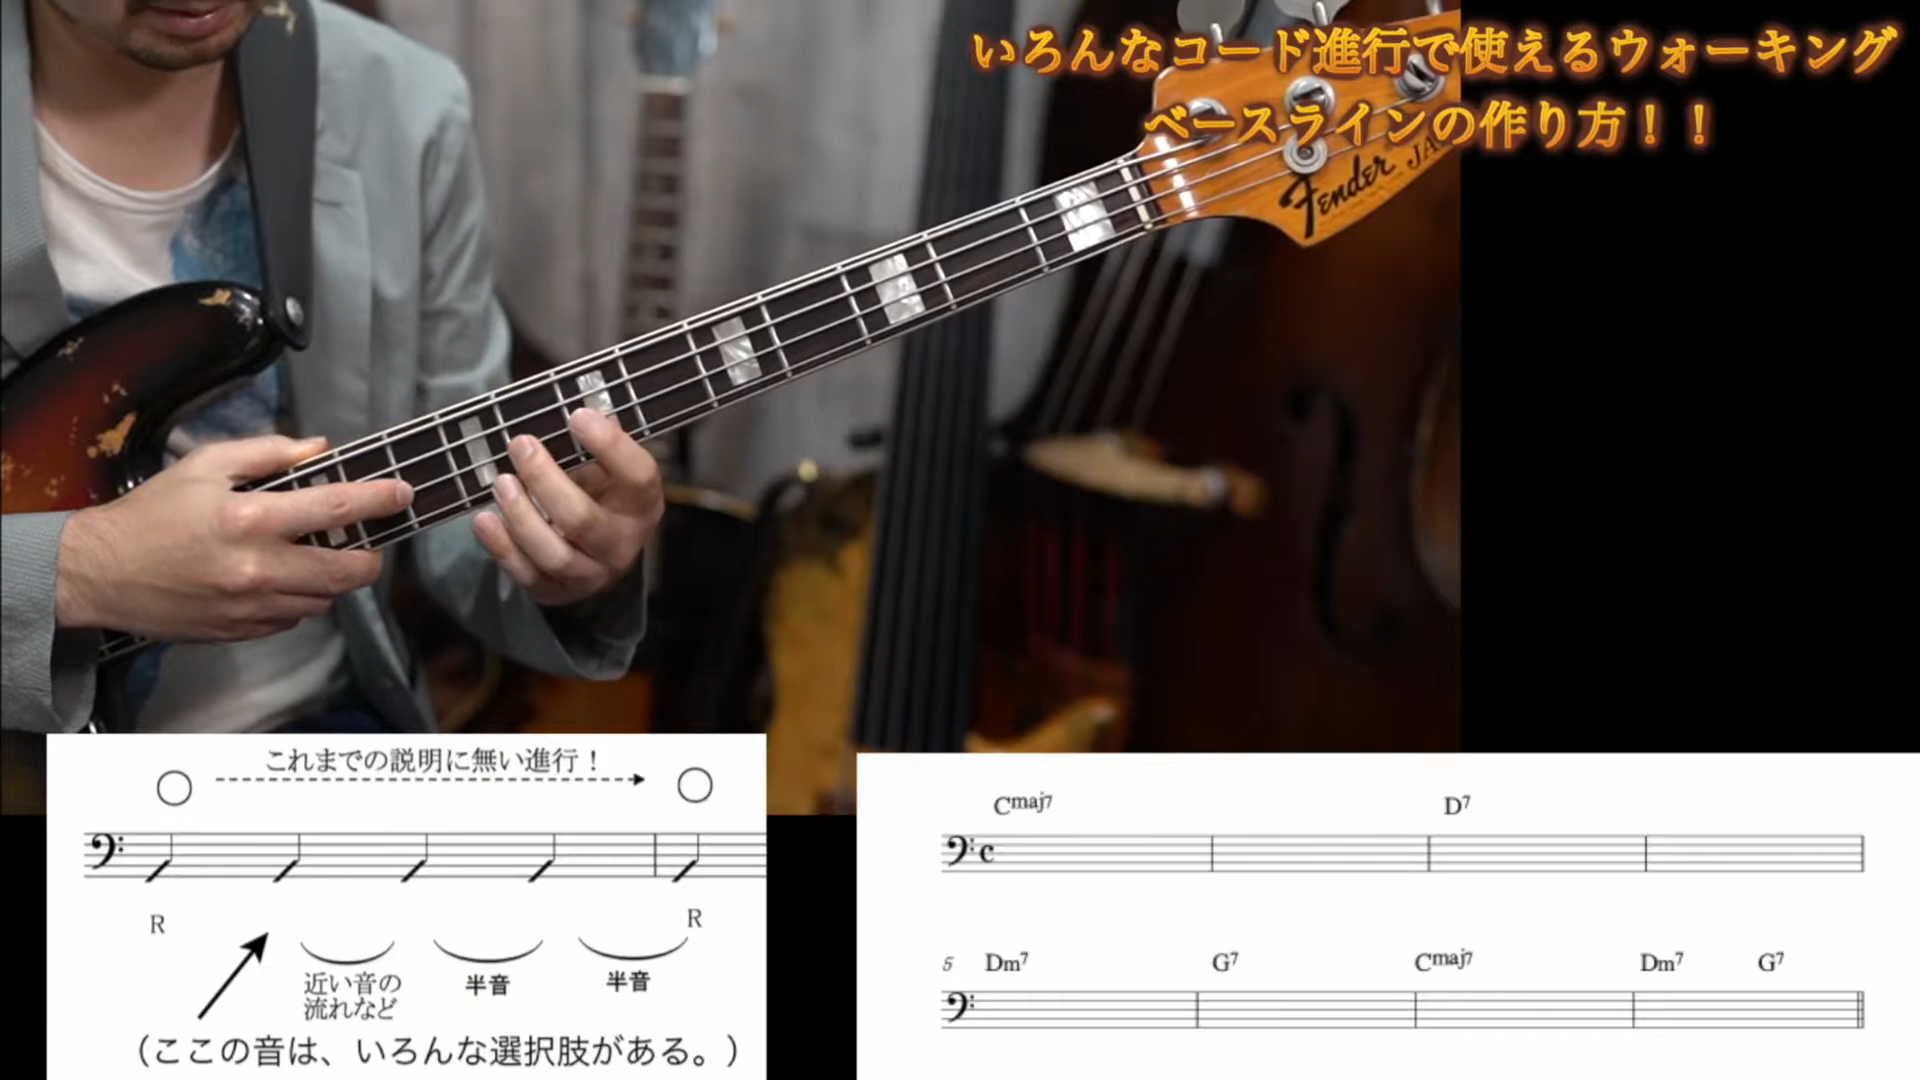 いろんなコード進行で使えるウォーキング
ベースラインの作り方！！
Fender JA
これまでの説明に無い進行！
R R
近い音の
流れなど
半音 半音
（ここの音は、いろんな選択肢がある。）
Cmaj7 D7
5 Dm7 G7 Cmaj7 Dm7 G7